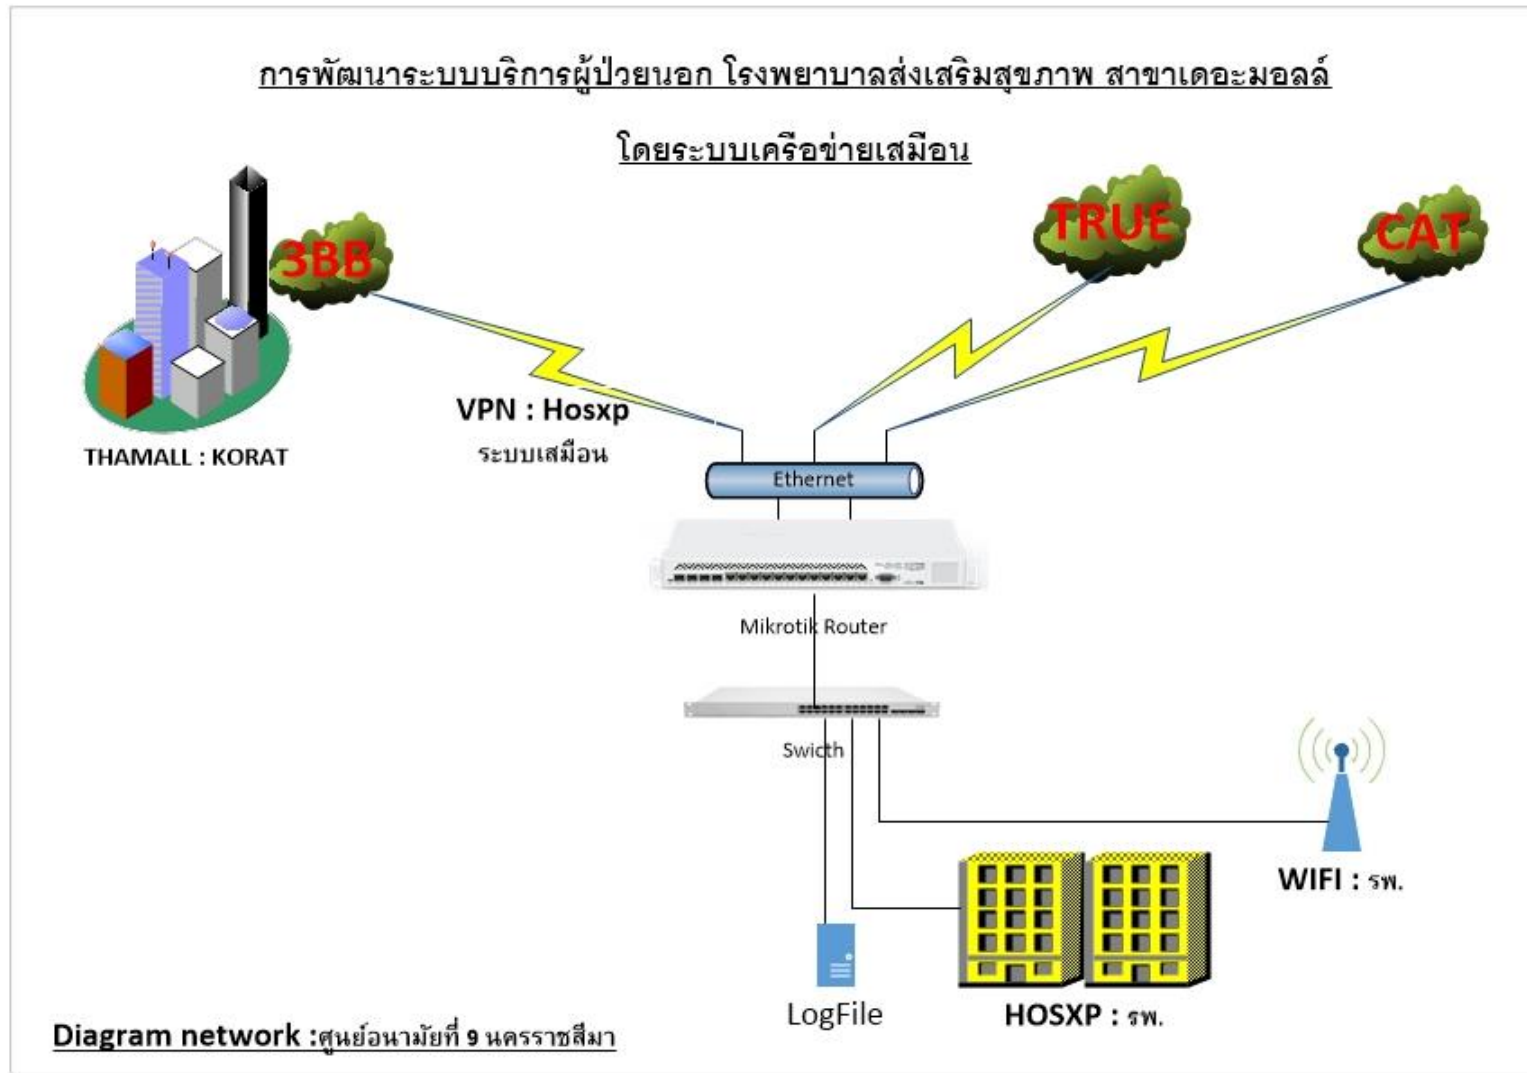 การพัฒนาระบบบริการผู้ป่วยนอก โรงพยาบาลส่งเสริมสุขภาพ สาขาเดอะมอลล์
โดยระบบเครือข่ายเสมือน
3BB
TRUE
CAT
VPN : Hosxp
ระบบเสมือน
THAMALL : KORAT
Ethernet
Mikrotik Router
Swicth
WIFI : รพ.
LogFile
HOSXP : รพ.
Diagram network :ศูนย์อนามัยที่ 9 นครราชสีมา